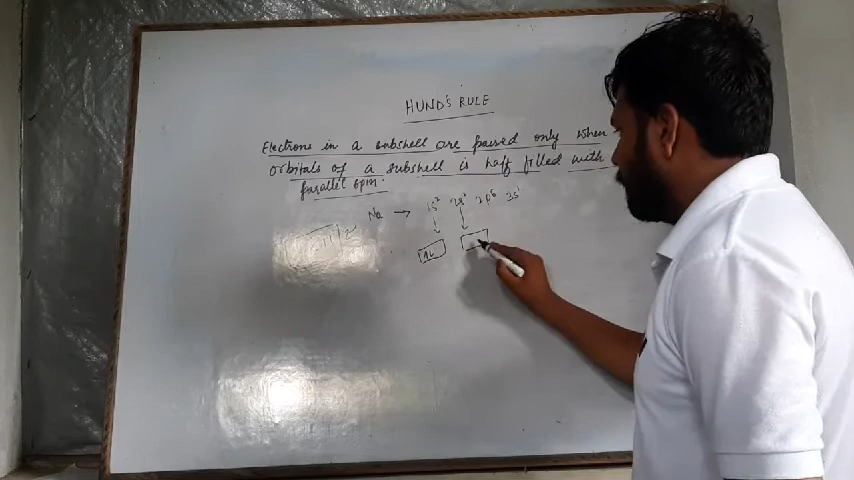 HUND'S RULE
Electrons in a subshell are paired only when
orbitals of a subshell is half filled with
parallel spin.
Na → 1s² 2s² 2p⁶ 3s¹
↓ ↓
↑↓